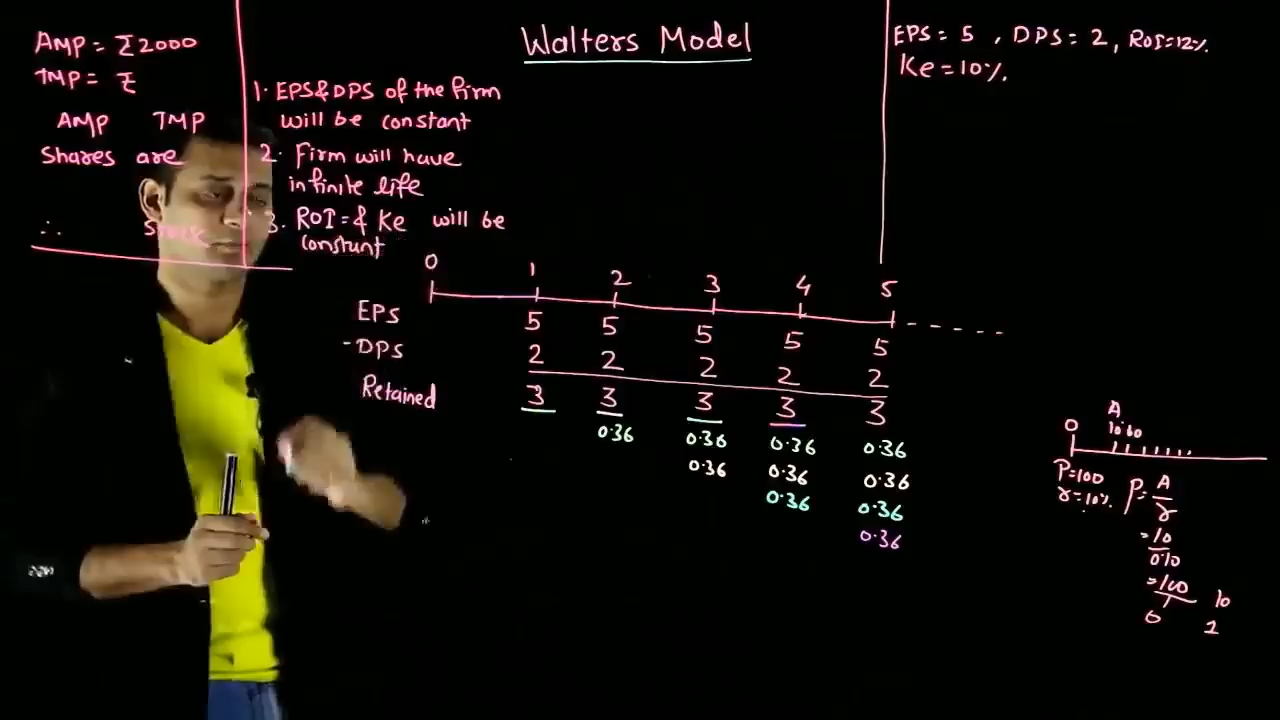 Walters Model
AMP = ₹2000
TMP = ₹
AMP TMP
Shares are
∴ Stock
1. EPS & DPS of the firm
will be constant
2. Firm will have
infinite life
3. ROI = & Ke will be
constant
EPS = 5 , DPS = 2, ROI=12%.
Ke = 10%.
0 1 2 3 4 5 - - - - -
EPS 5 5 5 5 5
-DPS 2 2 2 2 2
Retained 3 3 3 3 3
0.36 0.36 0.36 0.36
0.36 0.36 0.36
0.36 0.36
0.36
A
0 10 10
P=100
r=10%.
P= A/r
=10/0.10
=100
0
10
1